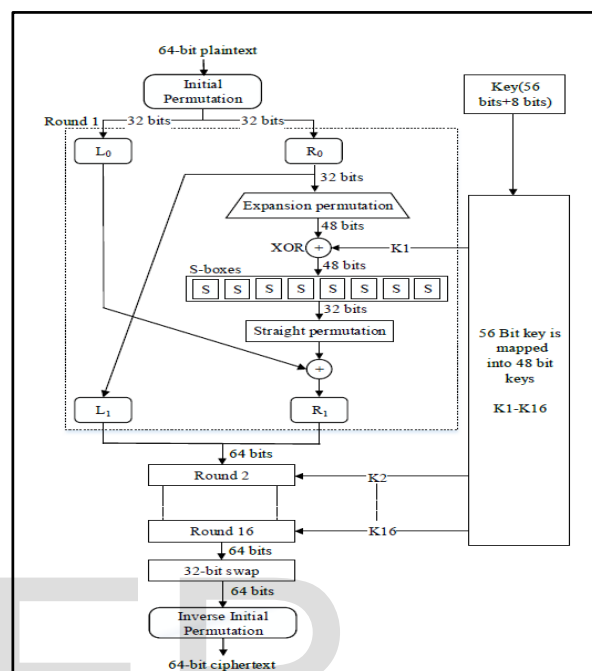 64-bit plaintext
Initial
Permutation
Key(56
bits+8 bits)
Round 1
32 bits
32 bits
L0
R0
32 bits
Expansion permutation
48 bits
XOR
+
K1
48 bits
S-boxes
S S S S S S S S
32 bits
Straight permutation
+
L1
R1
56 Bit key is
mapped
into 48 bit
keys
K1-K16
64 bits
Round 2
K2
Round 16
K16
64 bits
32-bit swap
64 bits
Inverse Initial
Permutation
64-bit ciphertext